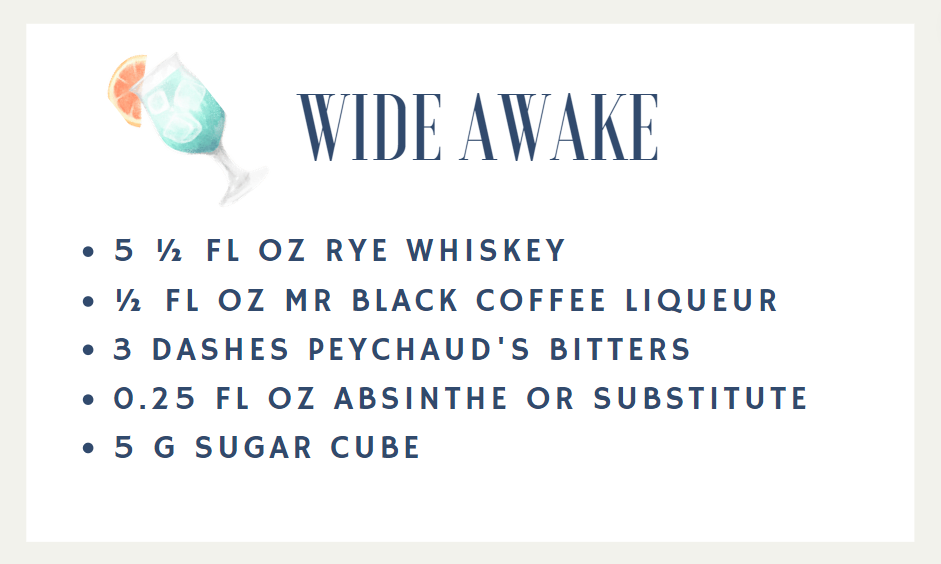 WIDE AWAKE
• 5 ½ FL OZ RYE WHISKEY
• ½ FL OZ MR BLACK COFFEE LIQUEUR
• 3 DASHES PEYCHAUD'S BITTERS
• 0.25 FL OZ ABSINTHE OR SUBSTITUTE
• 5 G SUGAR CUBE